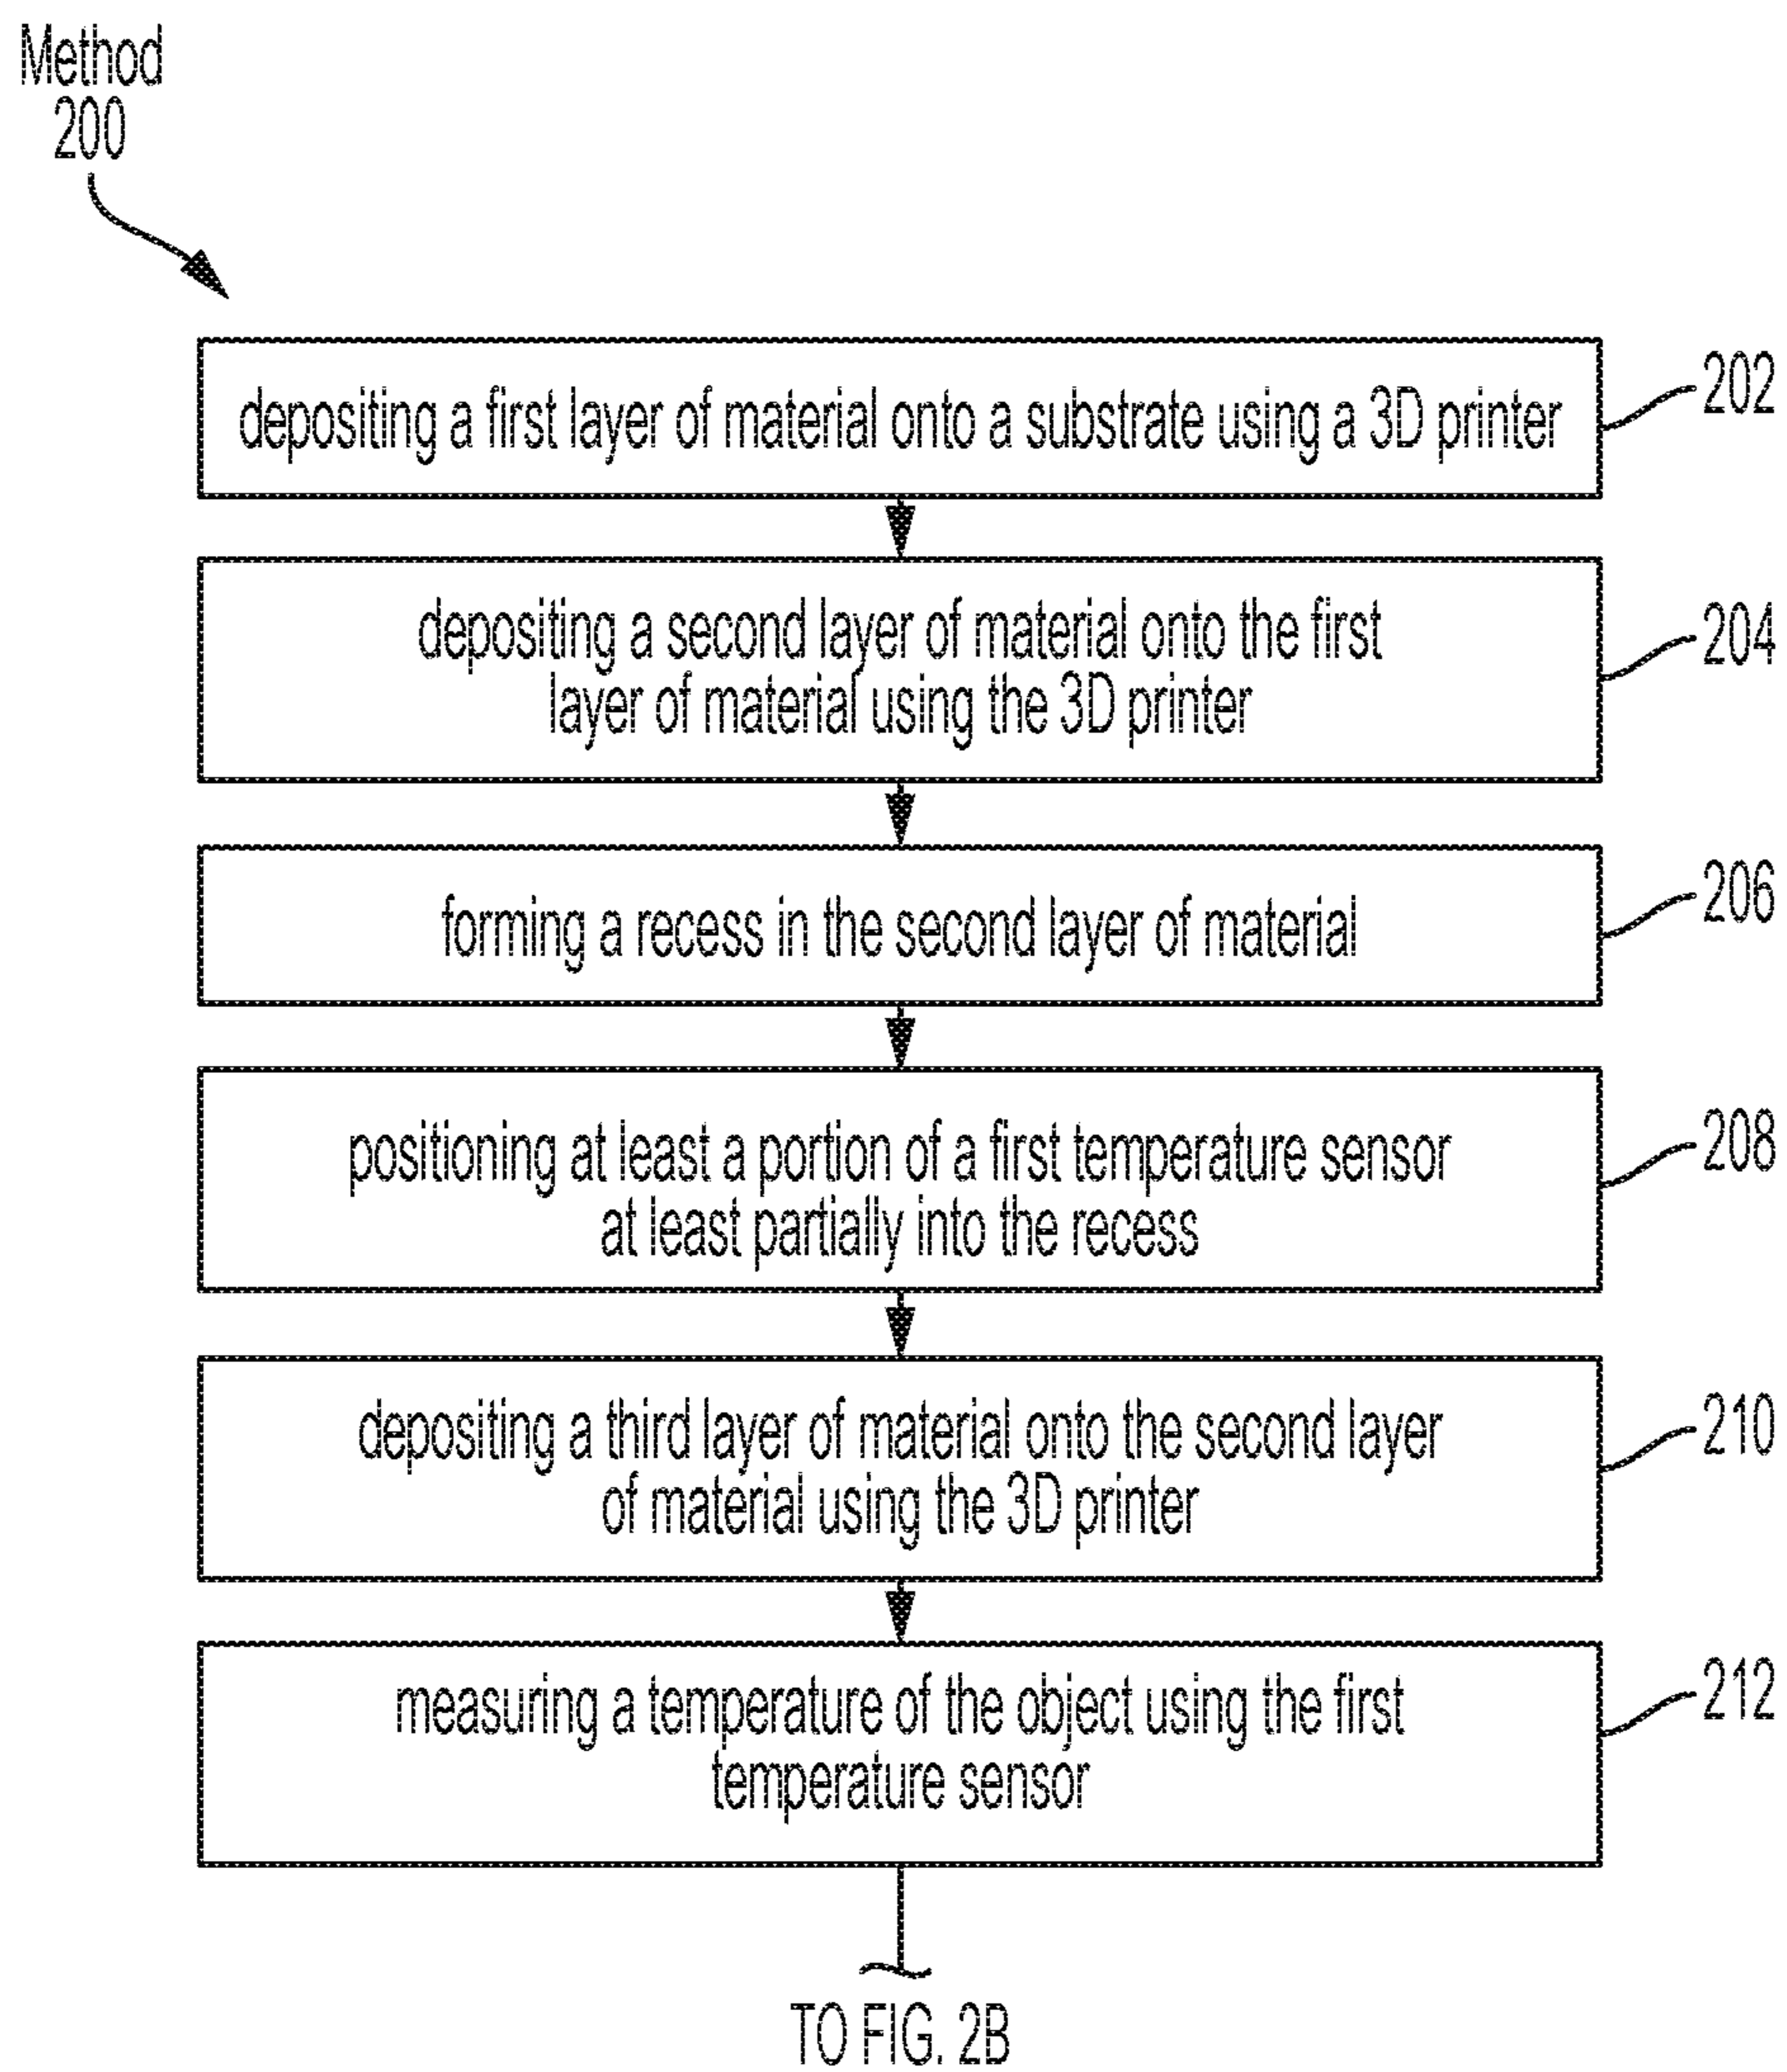 Method
200
depositing a first layer of material onto a substrate using a 3D printer
202
depositing a second layer of material onto the first
layer of material using the 3D printer
204
forming a recess in the second layer of material
206
positioning at least a portion of a first temperature sensor
at least partially into the recess
208
depositing a third layer of material onto the second layer
of material using the 3D printer
210
measuring a temperature of the object using the first
temperature sensor
212
TO FIG. 2B